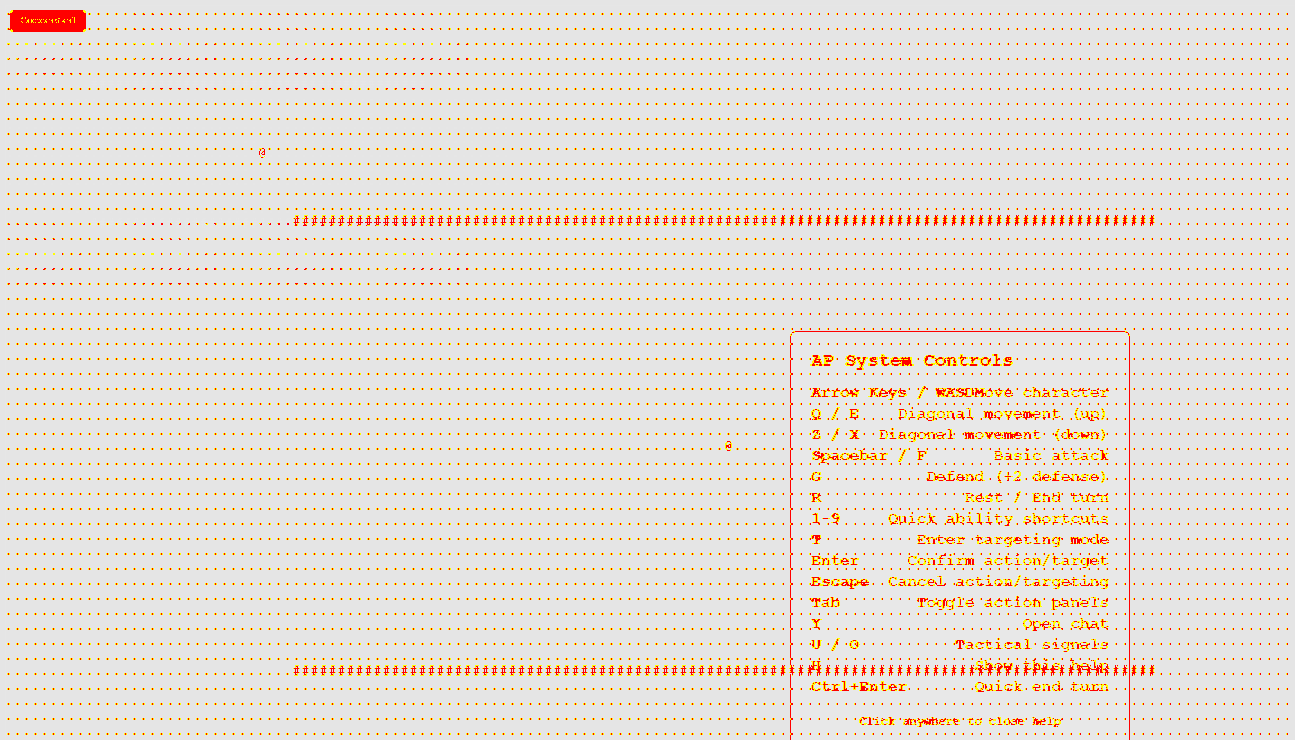 Connected
@
################################################################################################
AP System Controls
Arrow Keys / WASD Move character
Q / E Diagonal movement (up)
@
Z / X Diagonal movement (down)
Spacebar / F Basic attack
G Defend (+2 defense)
R Rest / End turn
1-9 Quick ability shortcuts
T Enter targeting mode
Enter Confirm action/target
Escape Cancel action/targeting
Tab Toggle action panels
Y Open chat
U / O Tactical signals
H Show this help
################################################################################################
Ctrl+Enter Quick end turn
Click anywhere to close help